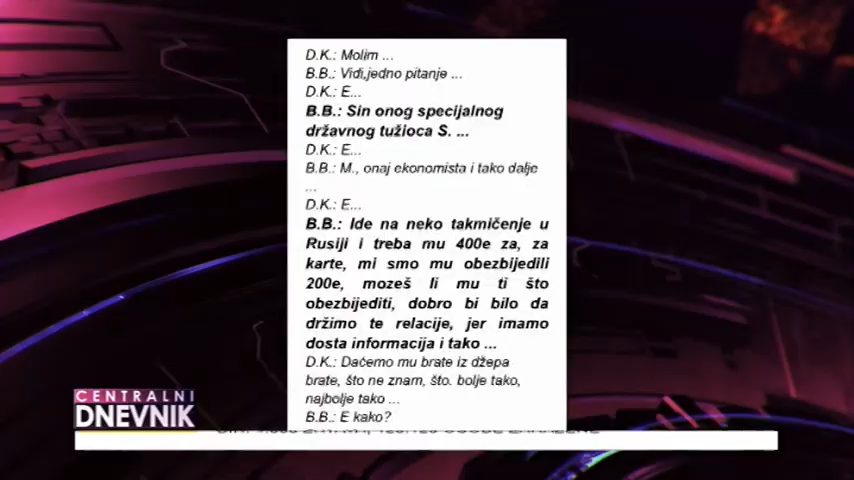 D.K.: Molim ...
B.B.: Vidi,jedno pitanje ...
D.K.: E...
B.B.: Sin onog specijalnog
državnog tužioca S. ...
D.K.: E...
B.B.: M., onaj ekonomista i tako dalje
...
D.K.: E...
B.B.: Ide na neko takmičenje u
Rusiji i treba mu 400e za, za
karte, mi smo mu obezbijedili
200e, mozeš li mu ti što
obezbijediti, dobro bi bilo da
držimo te relacije, jer imamo
dosta informacija i tako ...
D.K.: Daćemo mu brate iz džepa
brate, što ne znam, što. bolje tako,
najbolje tako ...
B.B.: E kako?
CENTRALNI
DNEVNIK